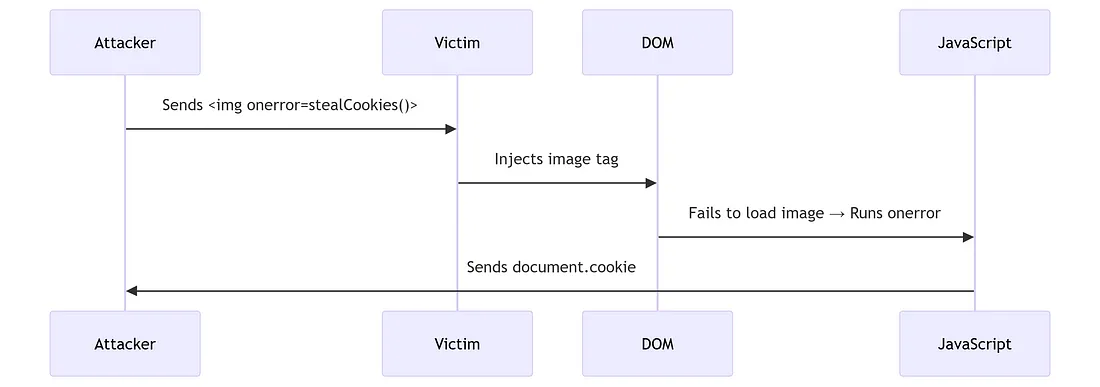 Attacker
Victim
DOM
JavaScript
Sends <img onerror=stealCookies()>
Injects image tag
Fails to load image → Runs onerror
Sends document.cookie
Attacker
Victim
DOM
JavaScript